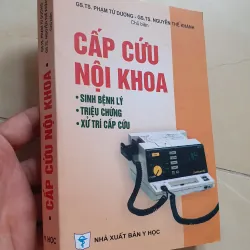 GS.TS. PHẠM TỬ DƯƠNG - GS.TS. NGUYỄN THẾ KHÁNH
Chủ biên
CẤP CỨU
NỘI KHOA
• SINH BỆNH LÝ
• TRIỆU CHỨNG
• XỬ TRÍ CẤP CỨU
NHÀ XUẤT BẢN Y HỌC
CẤP CỨU NỘI KHOA